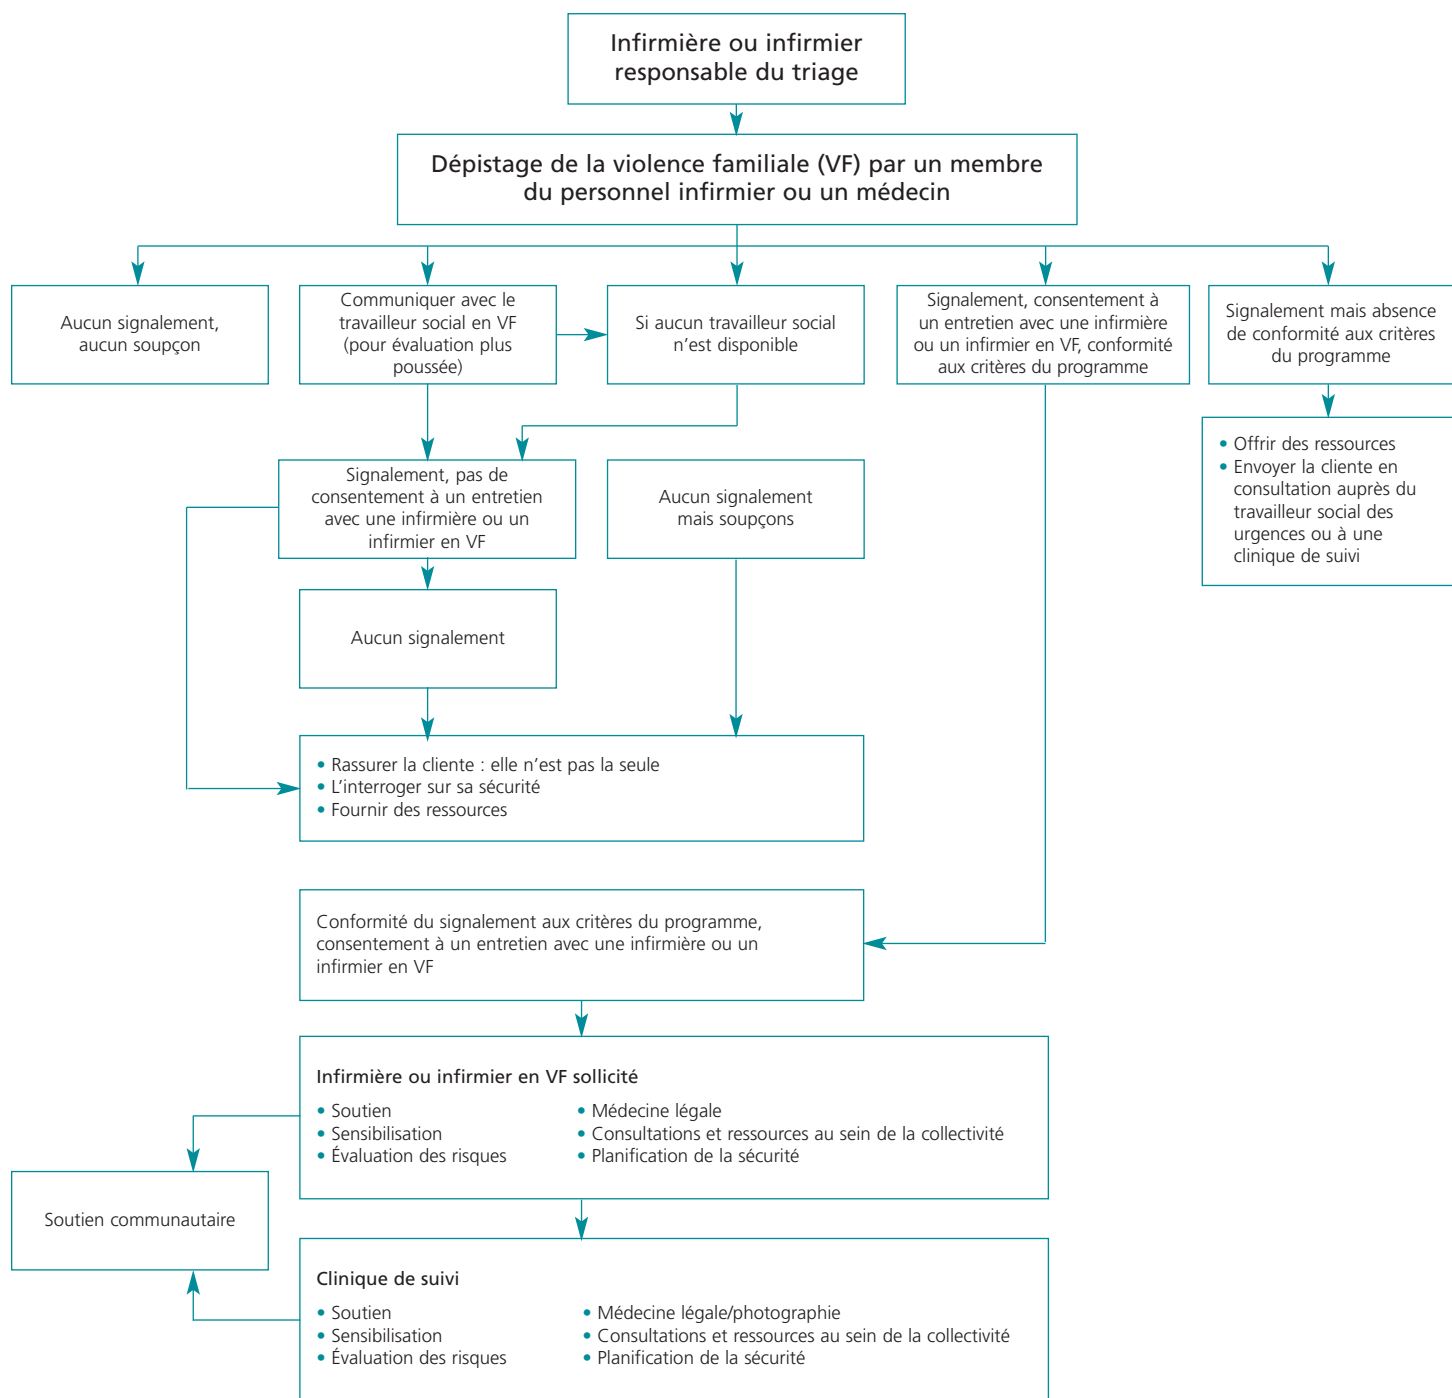 Infirmière ou infirmier
responsable du triage
Dépistage de la violence familiale (VF) par un membre
du personnel infirmier ou un médecin
Aucun signalement,
aucun soupçon
Communiquer avec le
travailleur social en VF
(pour évaluation plus
poussée)
Si aucun travailleur social
n’est disponible
Signalement, consentement à
un entretien avec une infirmière
ou un infirmier en VF, conformité
aux critères du programme
Signalement mais absence
de conformité aux critères
du programme
• Offrir des ressources
• Envoyer la cliente en
consultation auprès du
travailleur social des
urgences ou à une
clinique de suivi
Signalement, pas de
consentement à un entretien
avec une infirmière ou un
infirmier en VF
Aucun signalement
mais soupçons
Aucun signalement
• Rassurer la cliente : elle n’est pas la seule
• L’interroger sur sa sécurité
• Fournir des ressources
Conformité du signalement aux critères du programme,
consentement à un entretien avec une infirmière ou un
infirmier en VF
Infirmière ou infirmier en VF sollicité
• Soutien
• Sensibilisation
• Évaluation des risques
• Médecine légale
• Consultations et ressources au sein de la collectivité
• Planification de la sécurité
Soutien communautaire
Clinique de suivi
• Soutien
• Sensibilisation
• Évaluation des risques
• Médecine légale/photographie
• Consultations et ressources au sein de la collectivité
• Planification de la sécurité